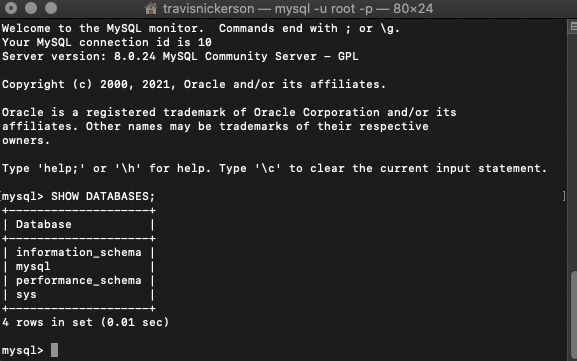 travisnickerson — mysql -u root -p — 80×24
Welcome to the MySQL monitor.  Commands end with ; or \g.
Your MySQL connection id is 10
Server version: 8.0.24 MySQL Community Server - GPL
Copyright (c) 2000, 2021, Oracle and/or its affiliates.
Oracle is a registered trademark of Oracle Corporation and/or its
affiliates. Other names may be trademarks of their respective
owners.
Type 'help;' or '\h' for help. Type '\c' to clear the current input statement.
[mysql> SHOW DATABASES; ]
+--------------------+
| Database           |
+--------------------+
| information_schema |
| mysql              |
| performance_schema |
| sys                |
+--------------------+
4 rows in set (0.01 sec)
mysql>